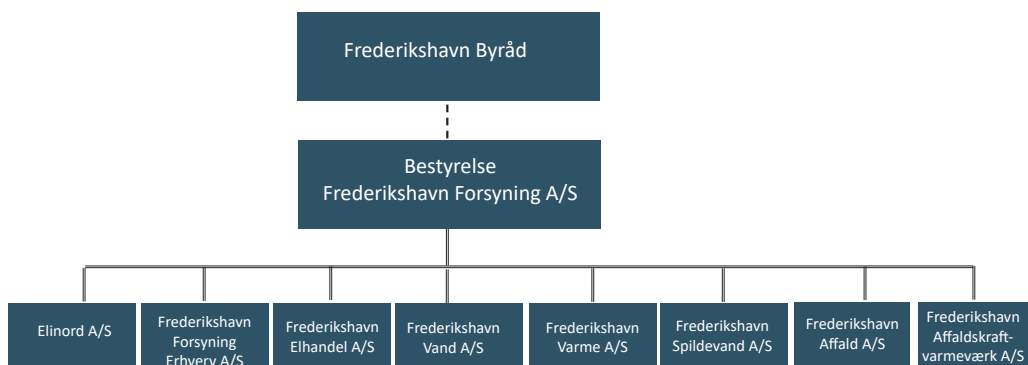 Frederikshavn Byråd
Bestyrelse
Frederikshavn Forsyning A/S
Elinord A/S
Frederikshavn
Forsyning
Erhverv A/S
Frederikshavn
Elhandel A/S
Frederikshavn
Vand A/S
Frederikshavn
Varme A/S
Frederikshavn
Spildevand A/S
Frederikshavn
Affald A/S
Frederikshavn
Affaldskraft-
varmeværk A/S